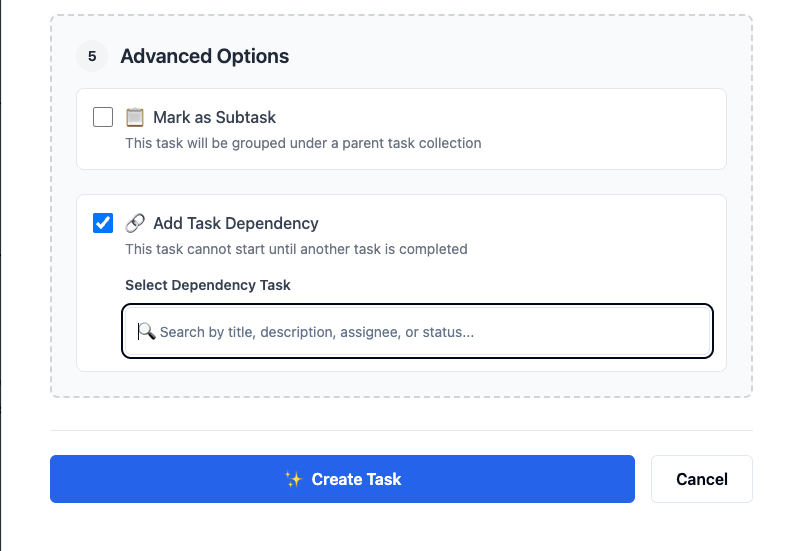 5 Advanced Options
📋 Mark as Subtask
This task will be grouped under a parent task collection
🔗 Add Task Dependency
This task cannot start until another task is completed
Select Dependency Task
🔍 Search by title, description, assignee, or status...
✨ Create Task
Cancel